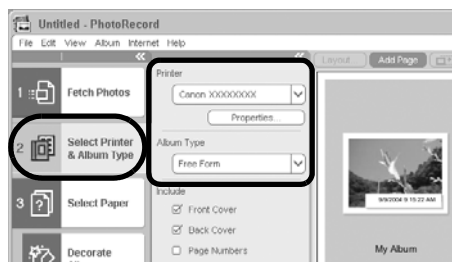 Untitled - PhotoRecord
File Edit View Album Internet Help
Layout Add Page
1 Fetch Photos
2 Select Printer
& Album Type
3 Select Paper
Decorate
Printer
Canon XXXXXXXX
Properties...
Album Type
Free Form
Include
Front Cover
Back Cover
Page Numbers
9/9/2004 9 15 22 AM
My Album